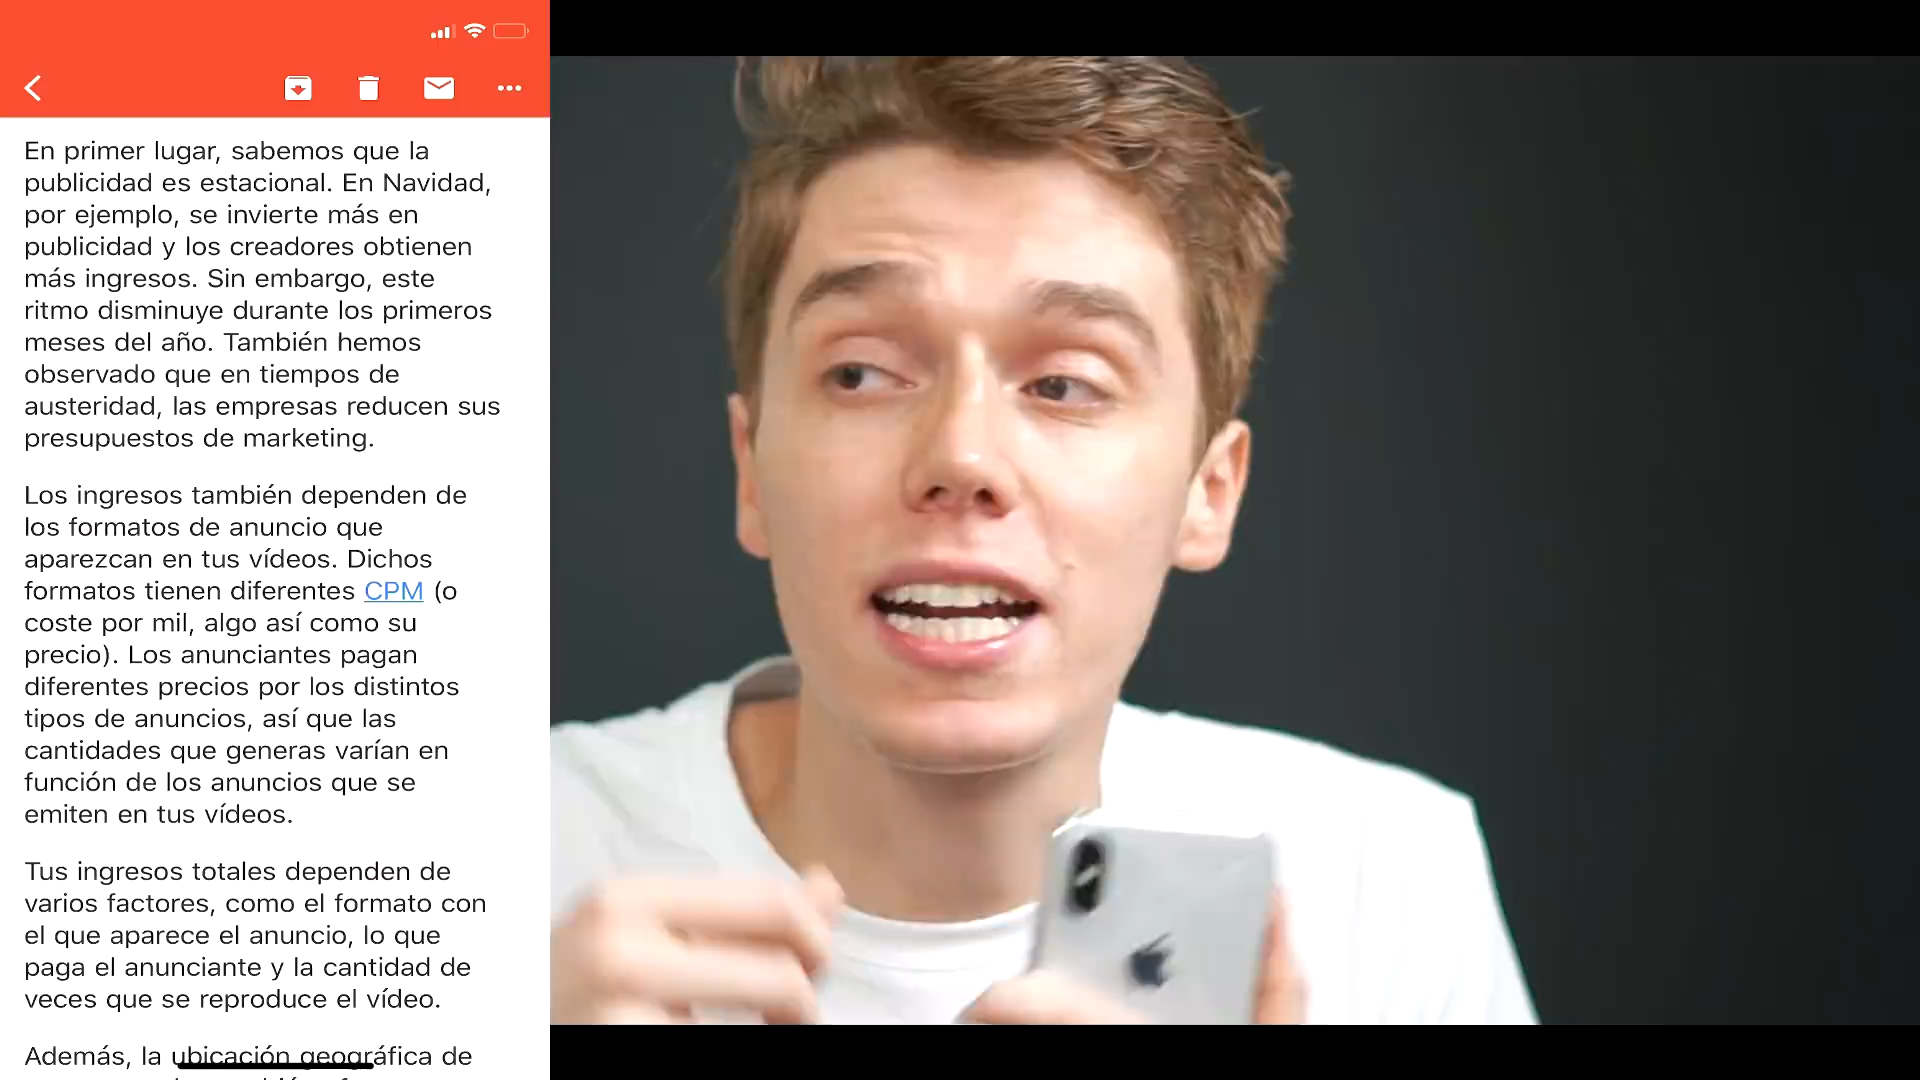 En primer lugar, sabemos que la
publicidad es estacional. En Navidad,
por ejemplo, se invierte más en
publicidad y los creadores obtienen
más ingresos. Sin embargo, este
ritmo disminuye durante los primeros
meses del año. También hemos
observado que en tiempos de
austeridad, las empresas reducen sus
presupuestos de marketing.
Los ingresos también dependen de
los formatos de anuncio que
aparezcan en tus vídeos. Dichos
formatos tienen diferentes CPM (o
coste por mil, algo así como su
precio). Los anunciantes pagan
diferentes precios por los distintos
tipos de anuncios, así que las
cantidades que generas varían en
función de los anuncios que se
emiten en tus vídeos.
Tus ingresos totales dependen de
varios factores, como el formato con
el que aparece el anuncio, lo que
paga el anunciante y la cantidad de
veces que se reproduce el vídeo.
Además, la ubicación geográfica de